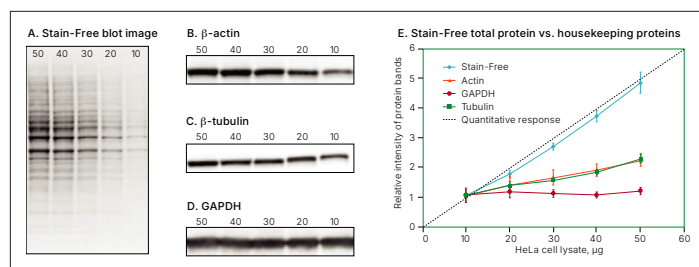 A. Stain-Free blot image
50 40 30 20 10
B. β-actin
50 40 30 20 10
C. β-tubulin
50 40 30 20 10
D. GAPDH
50 40 30 20 10
E. Stain-Free total protein vs. housekeeping proteins
Relative intensity of protein bands
6
5
4
3
2
1
0
Stain-Free
Actin
GAPDH
Tubulin
Quantitative response
0 10 20 30 40 50 60
HeLa cell lysate, µg